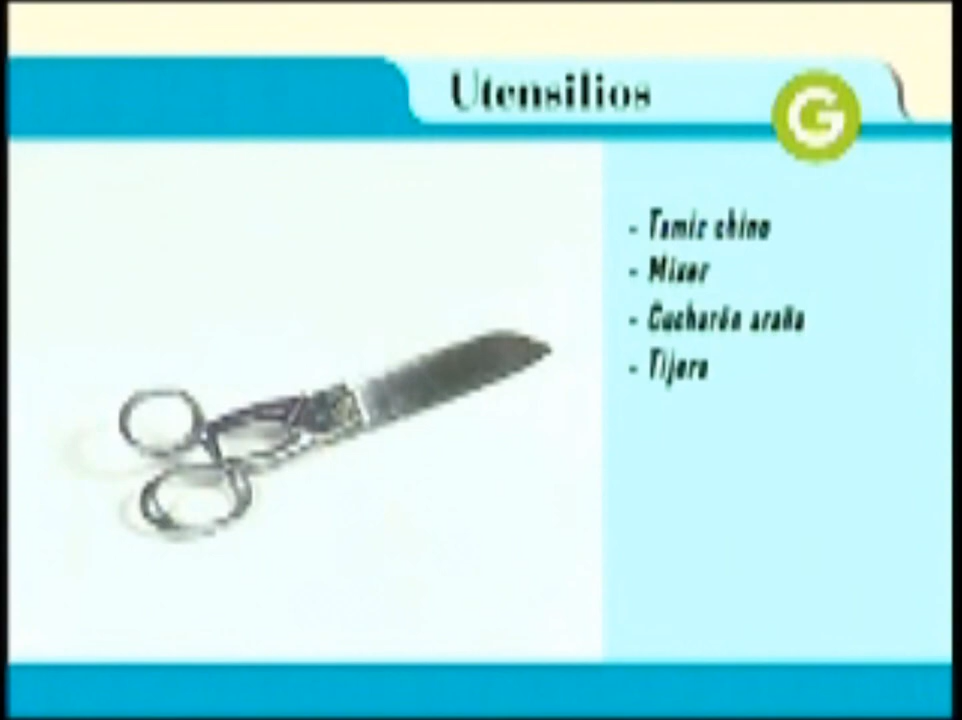 Utensilios
G
- Tamiz chino
- Mixer
- Cucharón araña
- Tijera